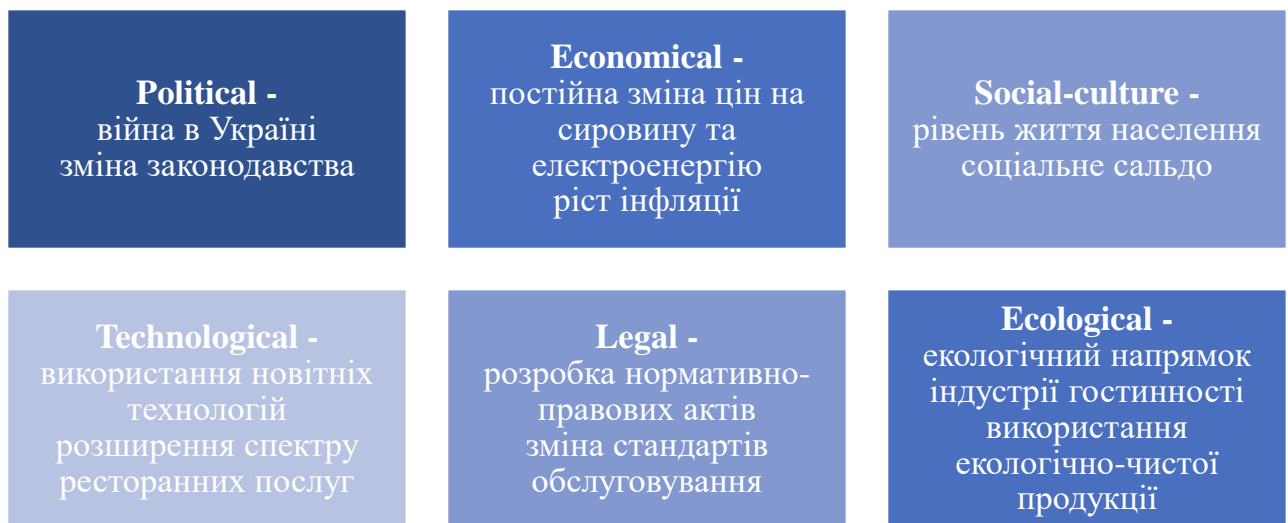 Political -
війна в Україні
зміна законодавства
Economical -
постійна зміна цін на
сировину та
електроенергію
ріст інфляції
Social-culture -
рівень життя населення
соціальне сальдо
Technological -
використання новітніх
технологій
розширення спектру
ресторанних послуг
Legal -
розробка нормативно-
правових актів
зміна стандартів
обслуговування
Ecological -
екологічний напрямок
індустрії гостинності
використання
екологічно-чистої
продукції